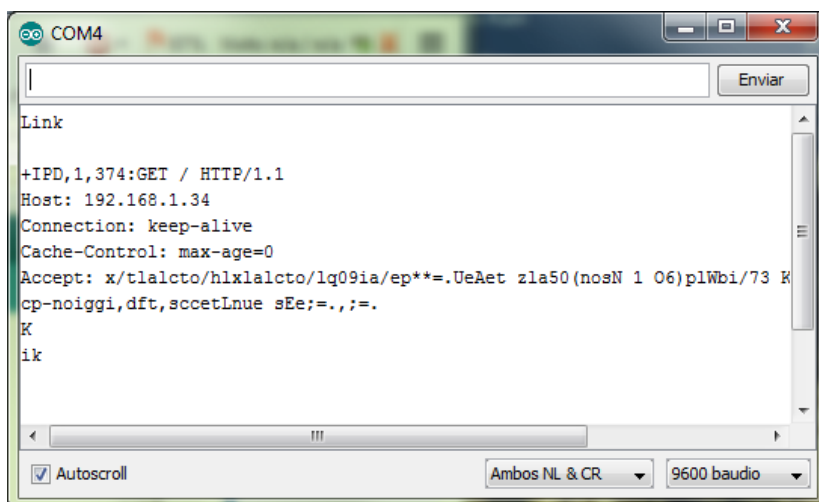 COM4
Enviar
Link
+IPD,1,374:GET / HTTP/1.1
Host: 192.168.1.34
Connection: keep-alive
Cache-Control: max-age=0
Accept: x/tlalcto/hlxlalcto/lq09ia/ep**=.UeAet zla50(nosN 1 O6)plWbi/73 K
cp-noiggi,dft,sccetLnue sEe;=.,;=.
K
ik
Autoscroll
Ambos NL & CR
9600 baudio